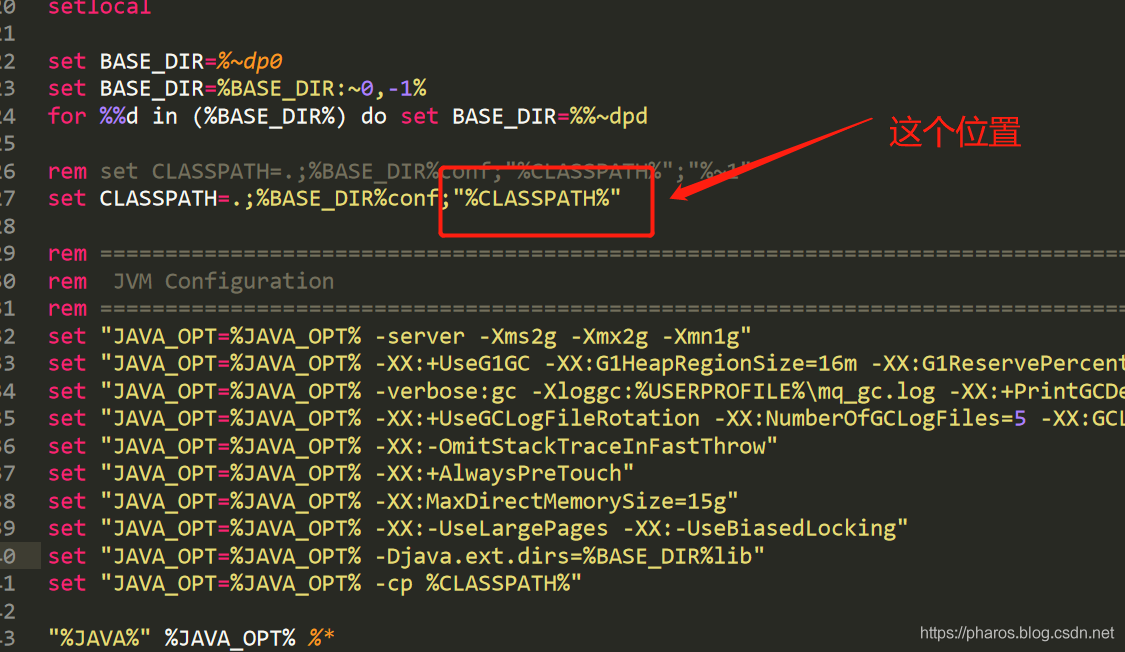 20 setlocal
21
22 set BASE_DIR=%~dp0
23 set BASE_DIR=%BASE_DIR:~0,-1%
24 for %%d in (%BASE_DIR%) do set BASE_DIR=%%~dpd
25
这个位置
26 rem set CLASSPATH=.;%BASE_DIR%conf;"%CLASSPATH%";"%~1"
27 set CLASSPATH=.;%BASE_DIR%conf;"%CLASSPATH%"
28
29 rem ================================================================================
30 rem  JVM Configuration
31 rem ================================================================================
32 set "JAVA_OPT=%JAVA_OPT% -server -Xms2g -Xmx2g -Xmn1g"
33 set "JAVA_OPT=%JAVA_OPT% -XX:+UseG1GC -XX:G1HeapRegionSize=16m -XX:G1ReservePercent
34 set "JAVA_OPT=%JAVA_OPT% -verbose:gc -Xloggc:%USERPROFILE%\mq_gc.log -XX:+PrintGCDe
35 set "JAVA_OPT=%JAVA_OPT% -XX:+UseGCLogFileRotation -XX:NumberOfGCLogFiles=5 -XX:GCL
36 set "JAVA_OPT=%JAVA_OPT% -XX:-OmitStackTraceInFastThrow"
37 set "JAVA_OPT=%JAVA_OPT% -XX:+AlwaysPreTouch"
38 set "JAVA_OPT=%JAVA_OPT% -XX:MaxDirectMemorySize=15g"
39 set "JAVA_OPT=%JAVA_OPT% -XX:-UseLargePages -XX:-UseBiasedLocking"
40 set "JAVA_OPT=%JAVA_OPT% -Djava.ext.dirs=%BASE_DIR%lib"
41 set "JAVA_OPT=%JAVA_OPT% -cp %CLASSPATH%"
42
43 "%JAVA%" %JAVA_OPT% %*
https://pharos.blog.csdn.net